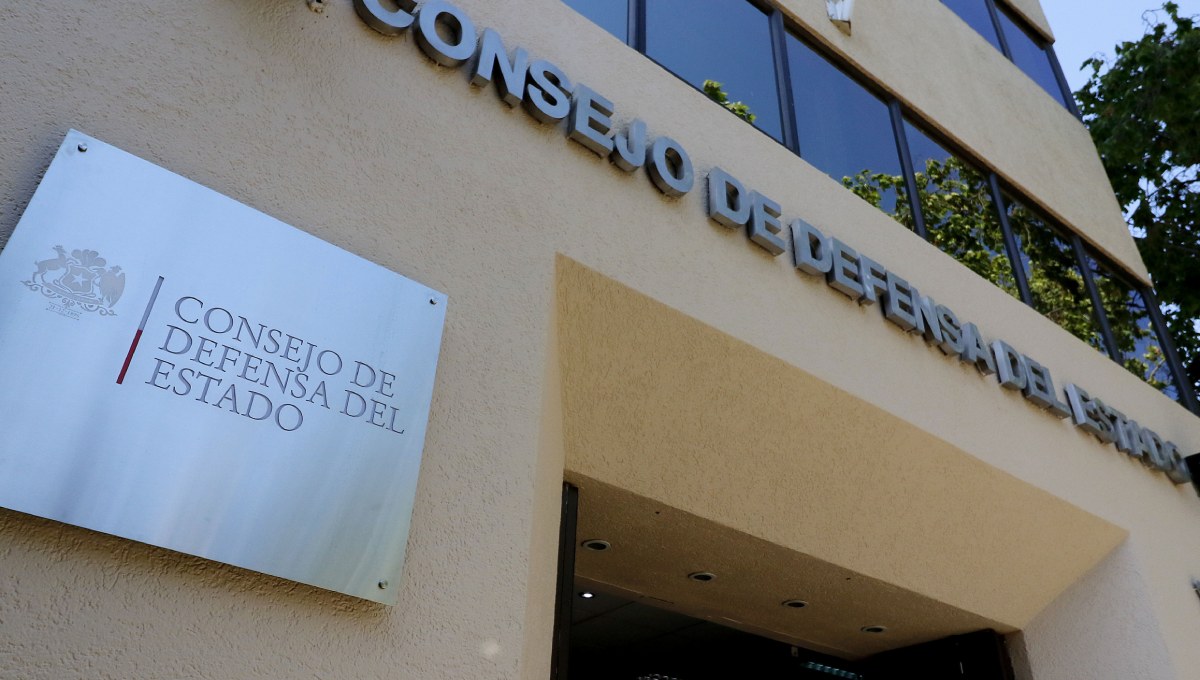 CONSEJO DE DEFENSA DEL ESTADO
CONSEJO DE
DEFENSA DEL
ESTADO